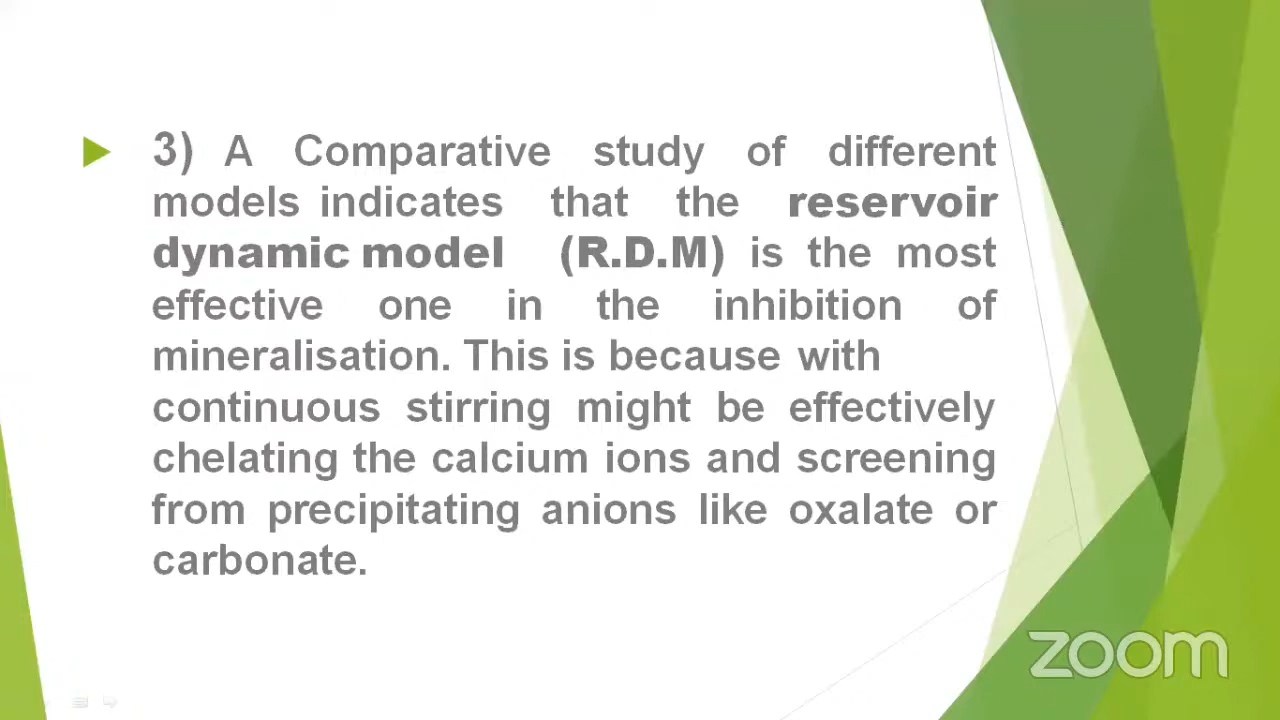 3) A Comparative study of different
models indicates that the reservoir
dynamic model (R.D.M) is the most
effective one in the inhibition of
mineralisation. This is because with
continuous stirring might be effectively
chelating the calcium ions and screening
from precipitating anions like oxalate or
carbonate.
zoom